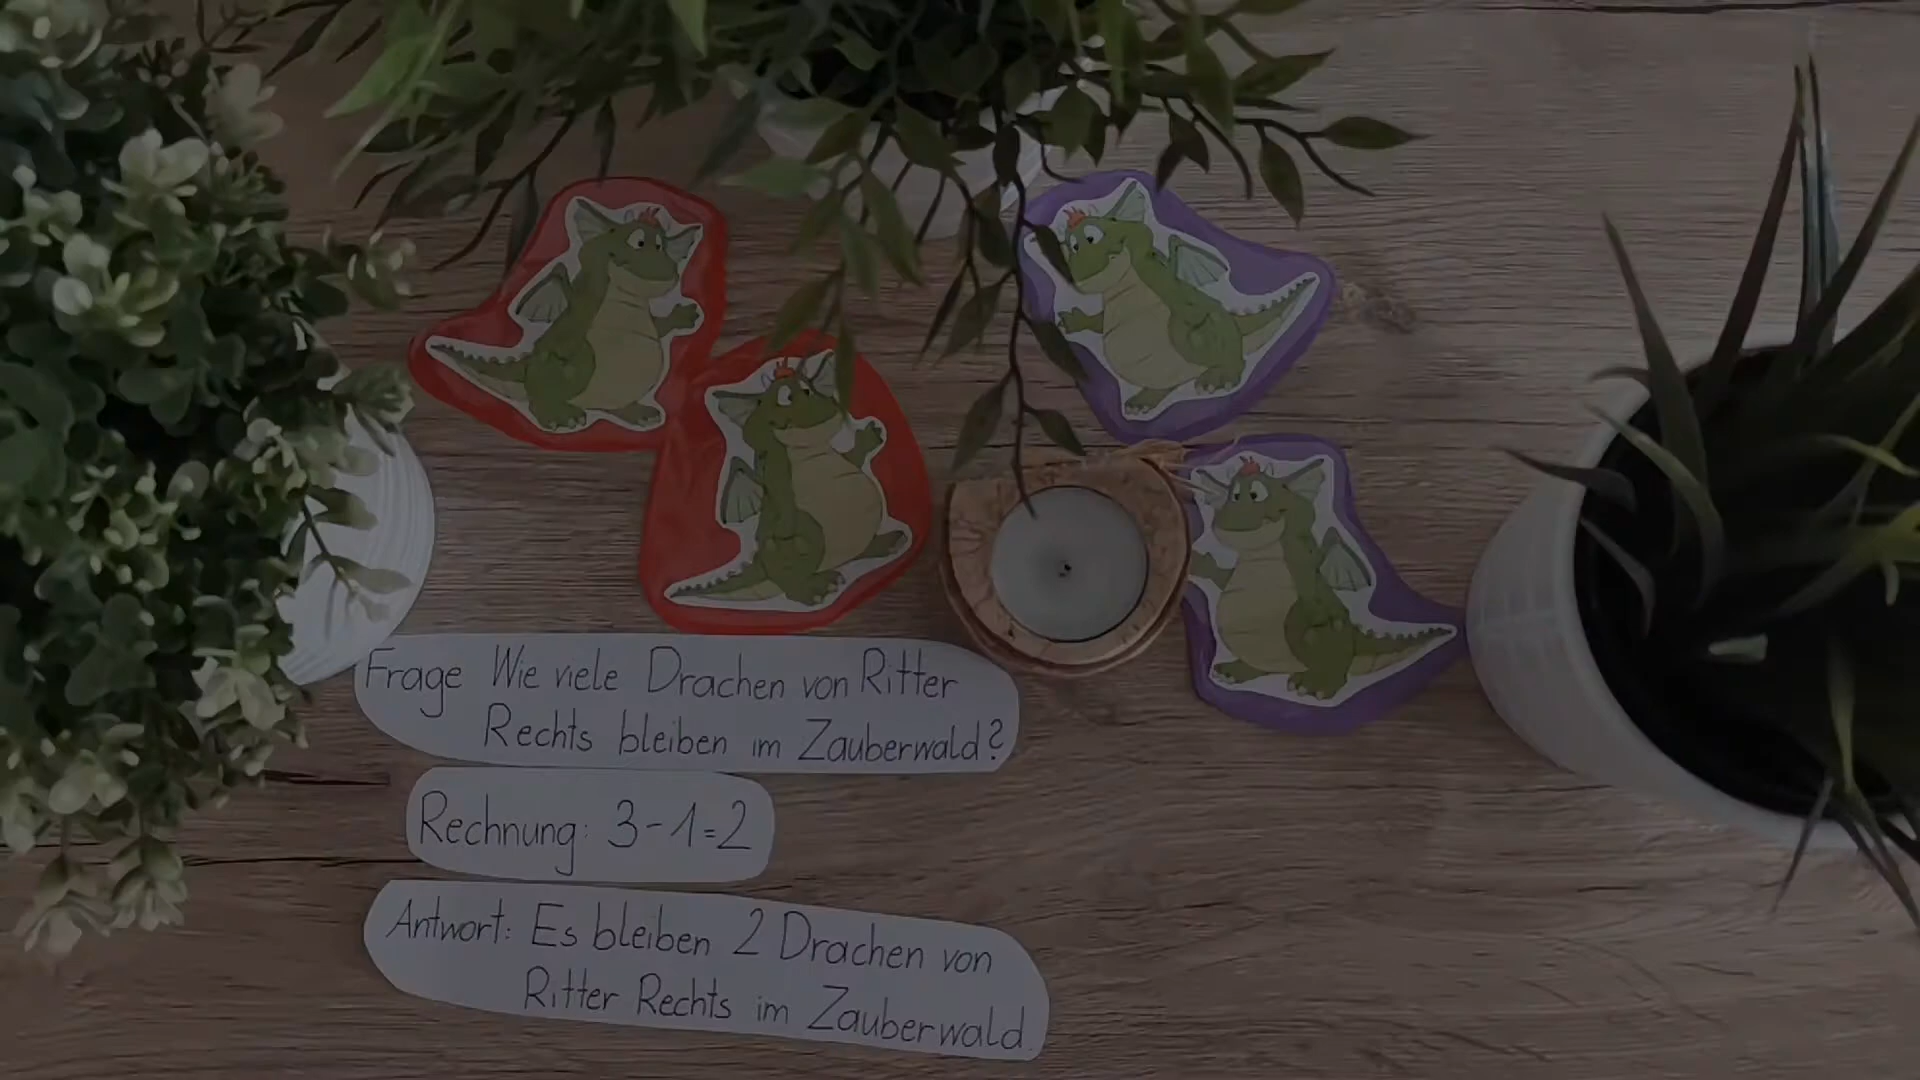 Frage Wie viele Drachen von Ritter
Rechts bleiben im Zauberwald?
Rechnung: 3-1=2
Antwort: Es bleiben 2 Drachen von
Ritter Rechts im Zauberwald.